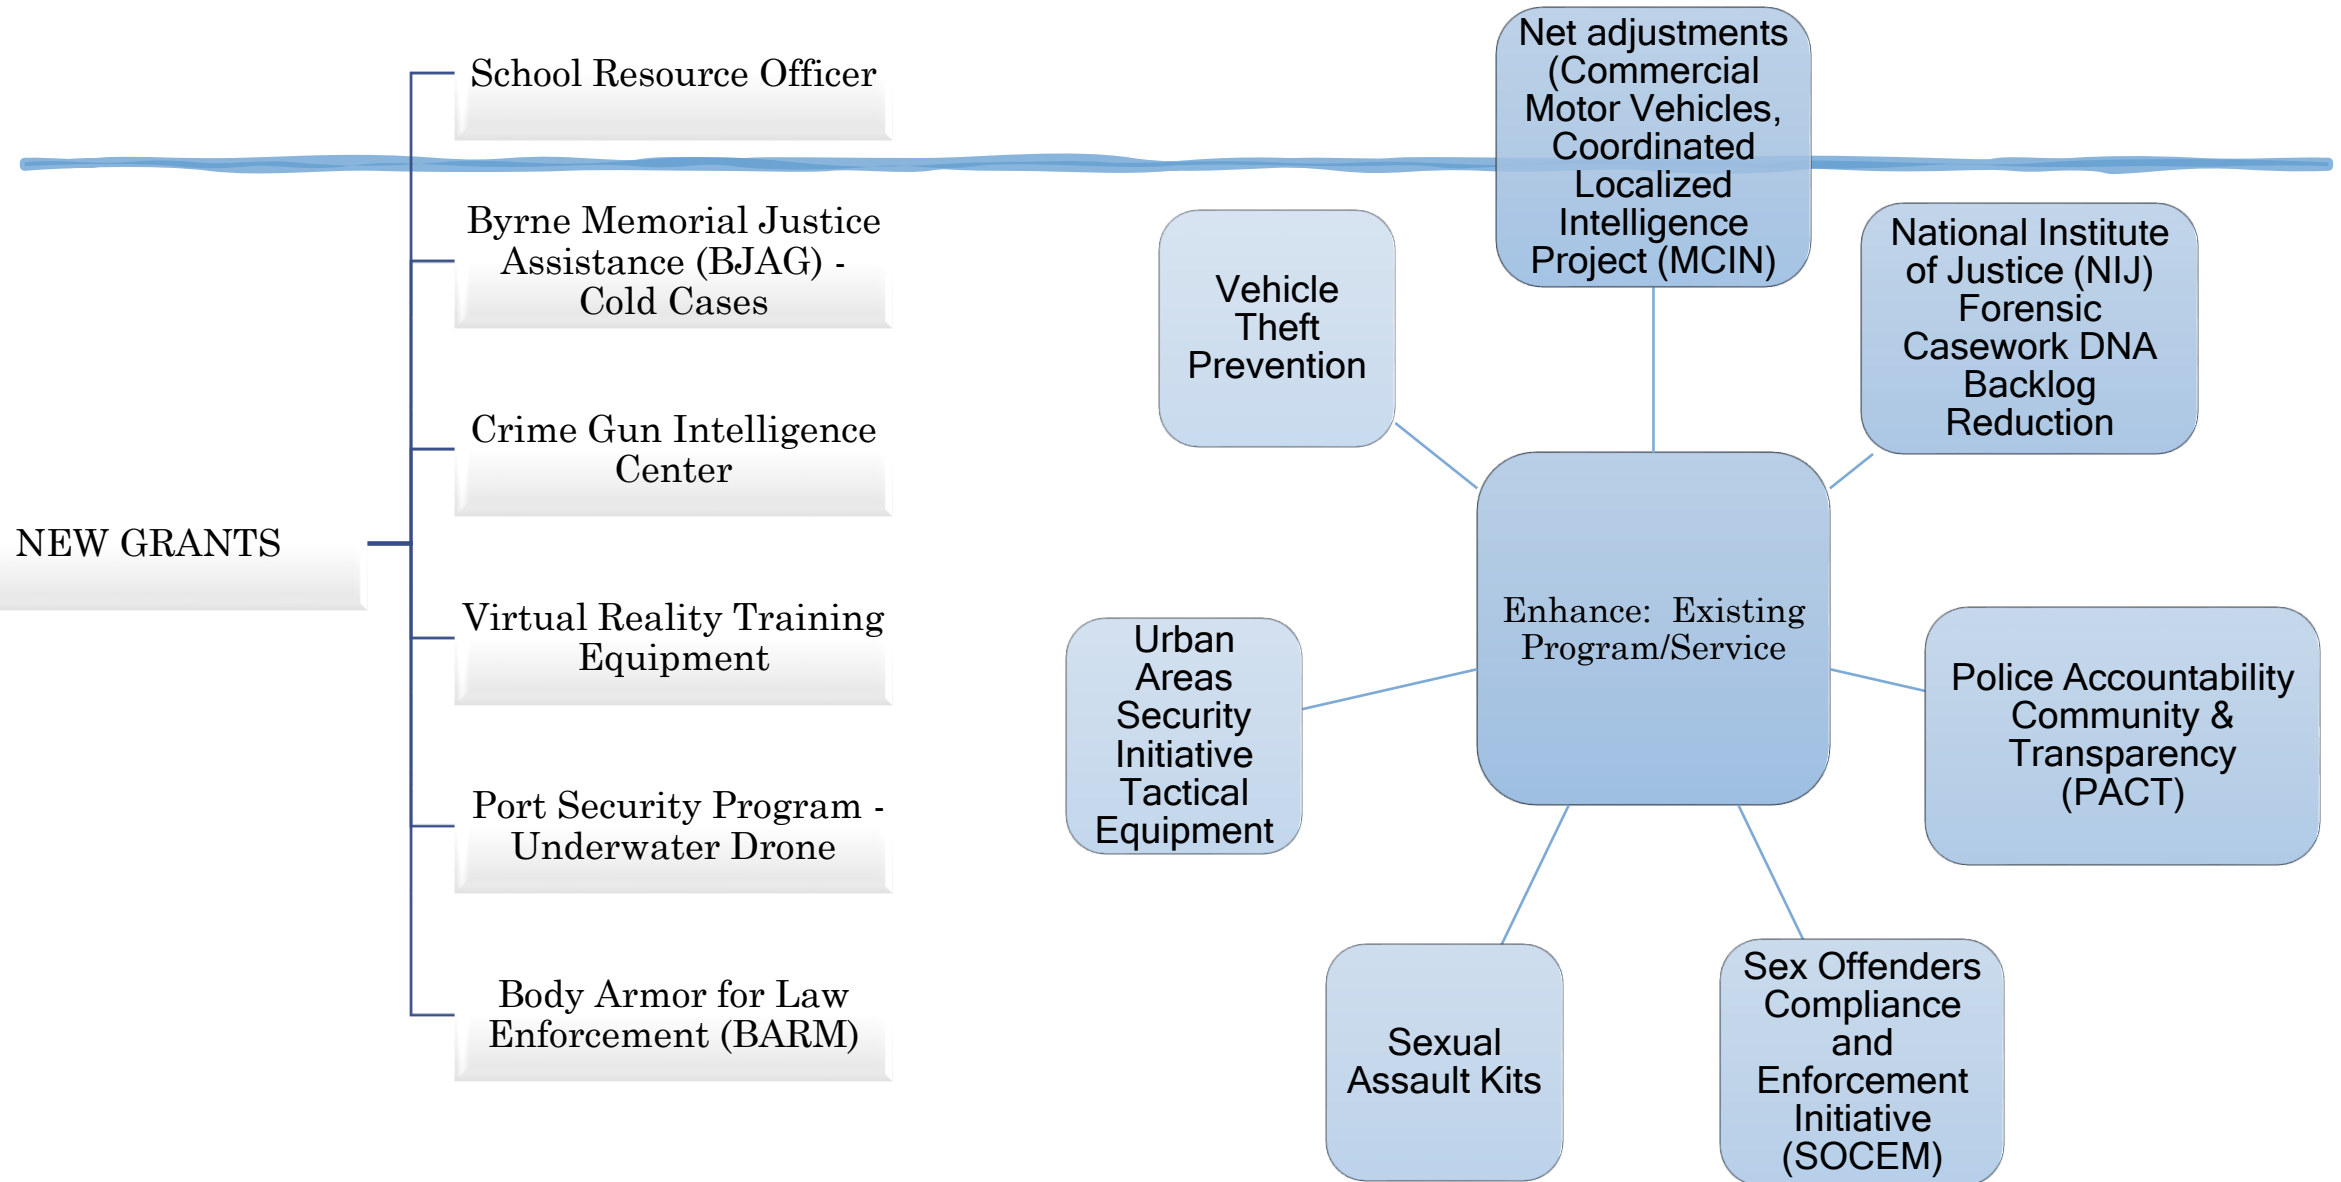 NEW GRANTS
School Resource Officer
Byrne Memorial Justice
Assistance (BJAG) -
Cold Cases
Crime Gun Intelligence
Center
Virtual Reality Training
Equipment
Port Security Program -
Underwater Drone
Body Armor for Law
Enforcement (BARM)
Enhance:  Existing
Program/Service
Net adjustments
(Commercial
Motor Vehicles,
Coordinated
Localized
Intelligence
Project (MCIN)
National Institute
of Justice (NIJ)
Forensic
Casework DNA
Backlog
Reduction
Police Accountability
Community &
Transparency
(PACT)
Sex Offenders
Compliance
and
Enforcement
Initiative
(SOCEM)
Sexual
Assault Kits
Urban
Areas
Security
Initiative
Tactical
Equipment
Vehicle
Theft
Prevention